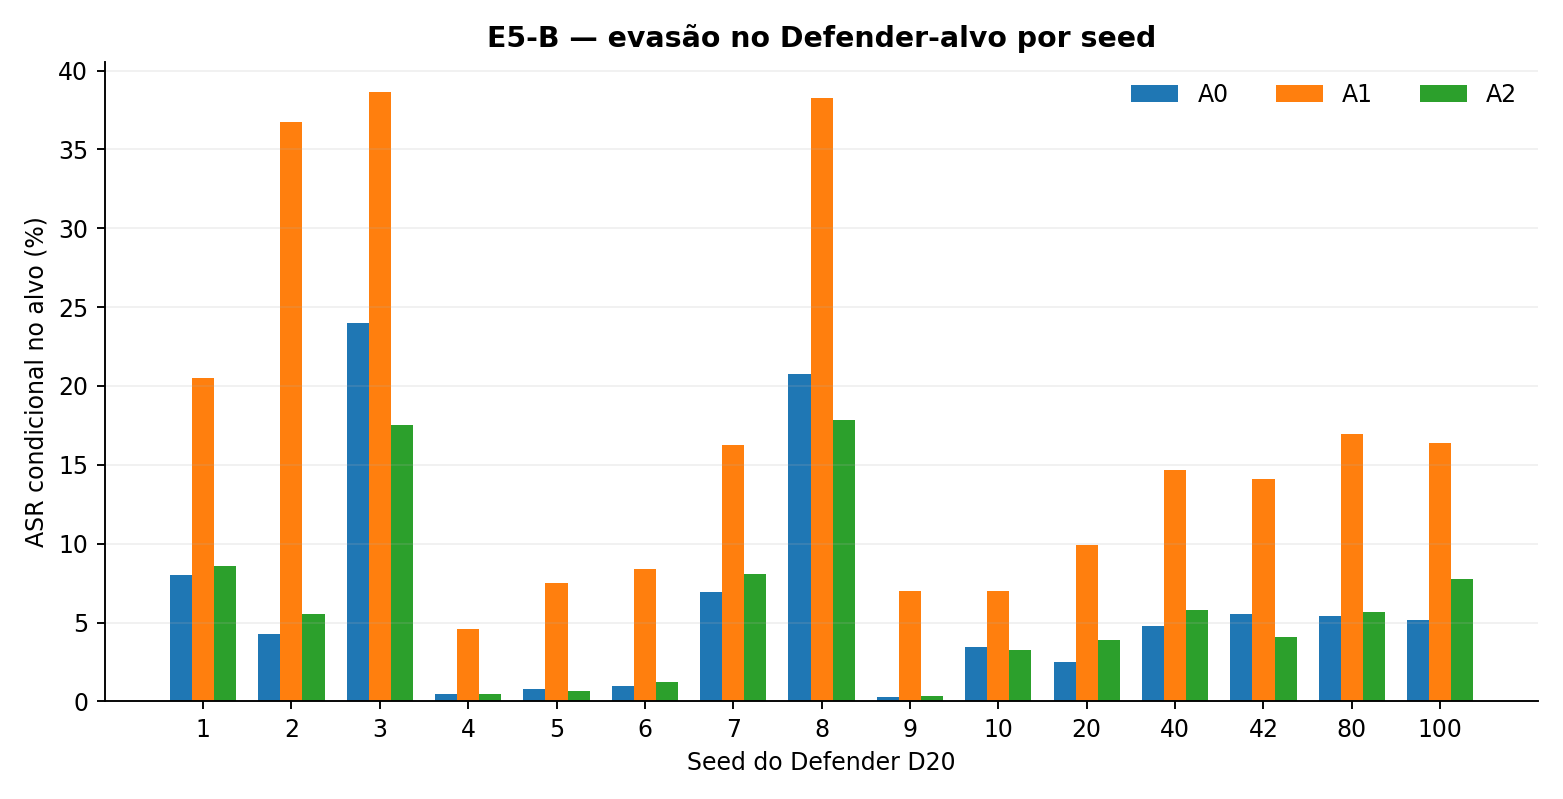 E5-B — evasão no Defender-alvo por seed
A0 A1 A2
ASR condicional no alvo (%)
40
35
30
25
20
15
10
5
0
1 2 3 4 5 6 7 8 9 10 20 40 42 80 100
Seed do Defender D20